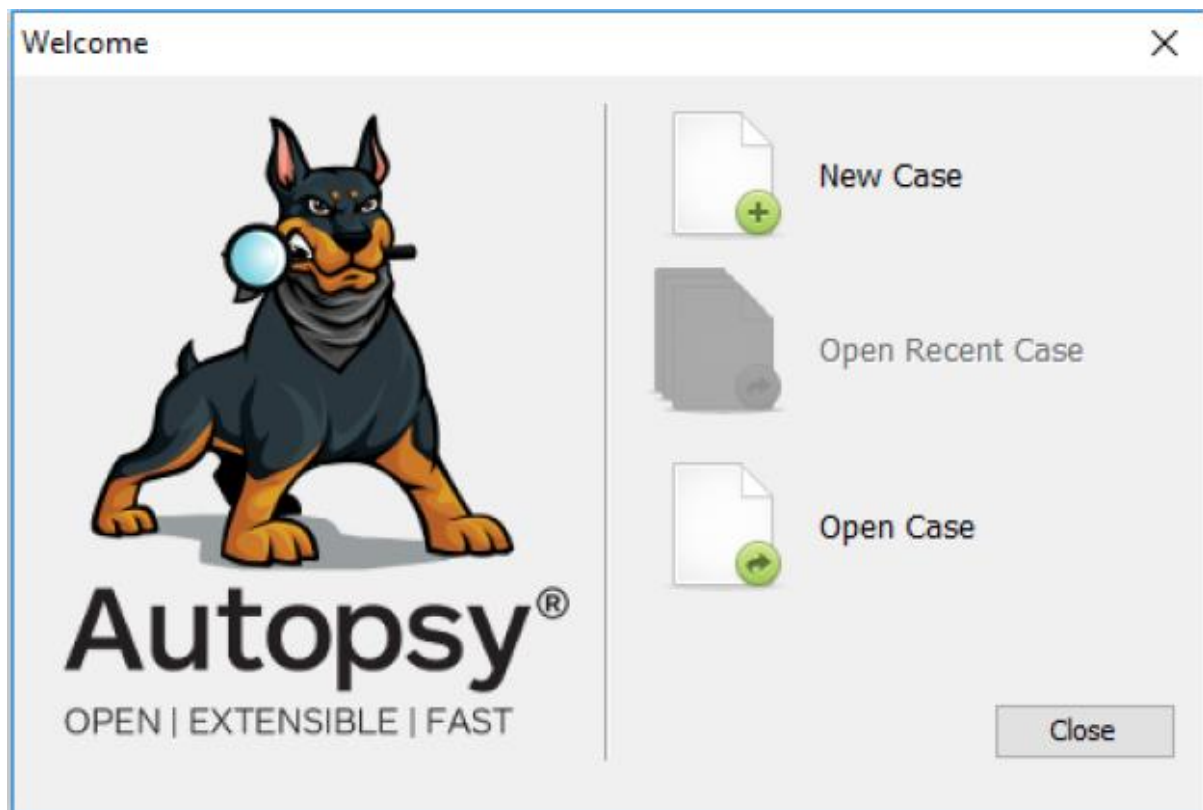 Welcome
New Case
Open Recent Case
Open Case
Autopsy®
OPEN | EXTENSIBLE | FAST
Close